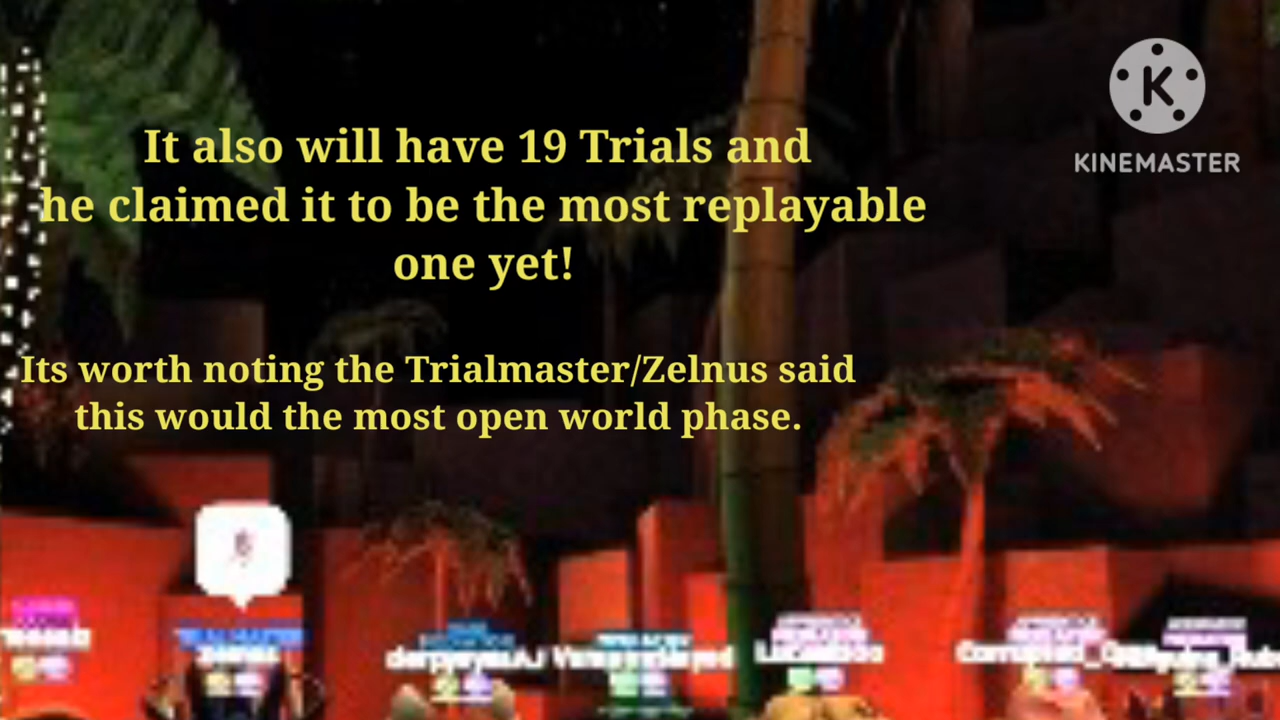 KINEMASTER
It also will have 19 Trials and
he claimed it to be the most replayable
one yet!
Its worth noting the Trialmaster/Zelnus said
this would the most open world phase.